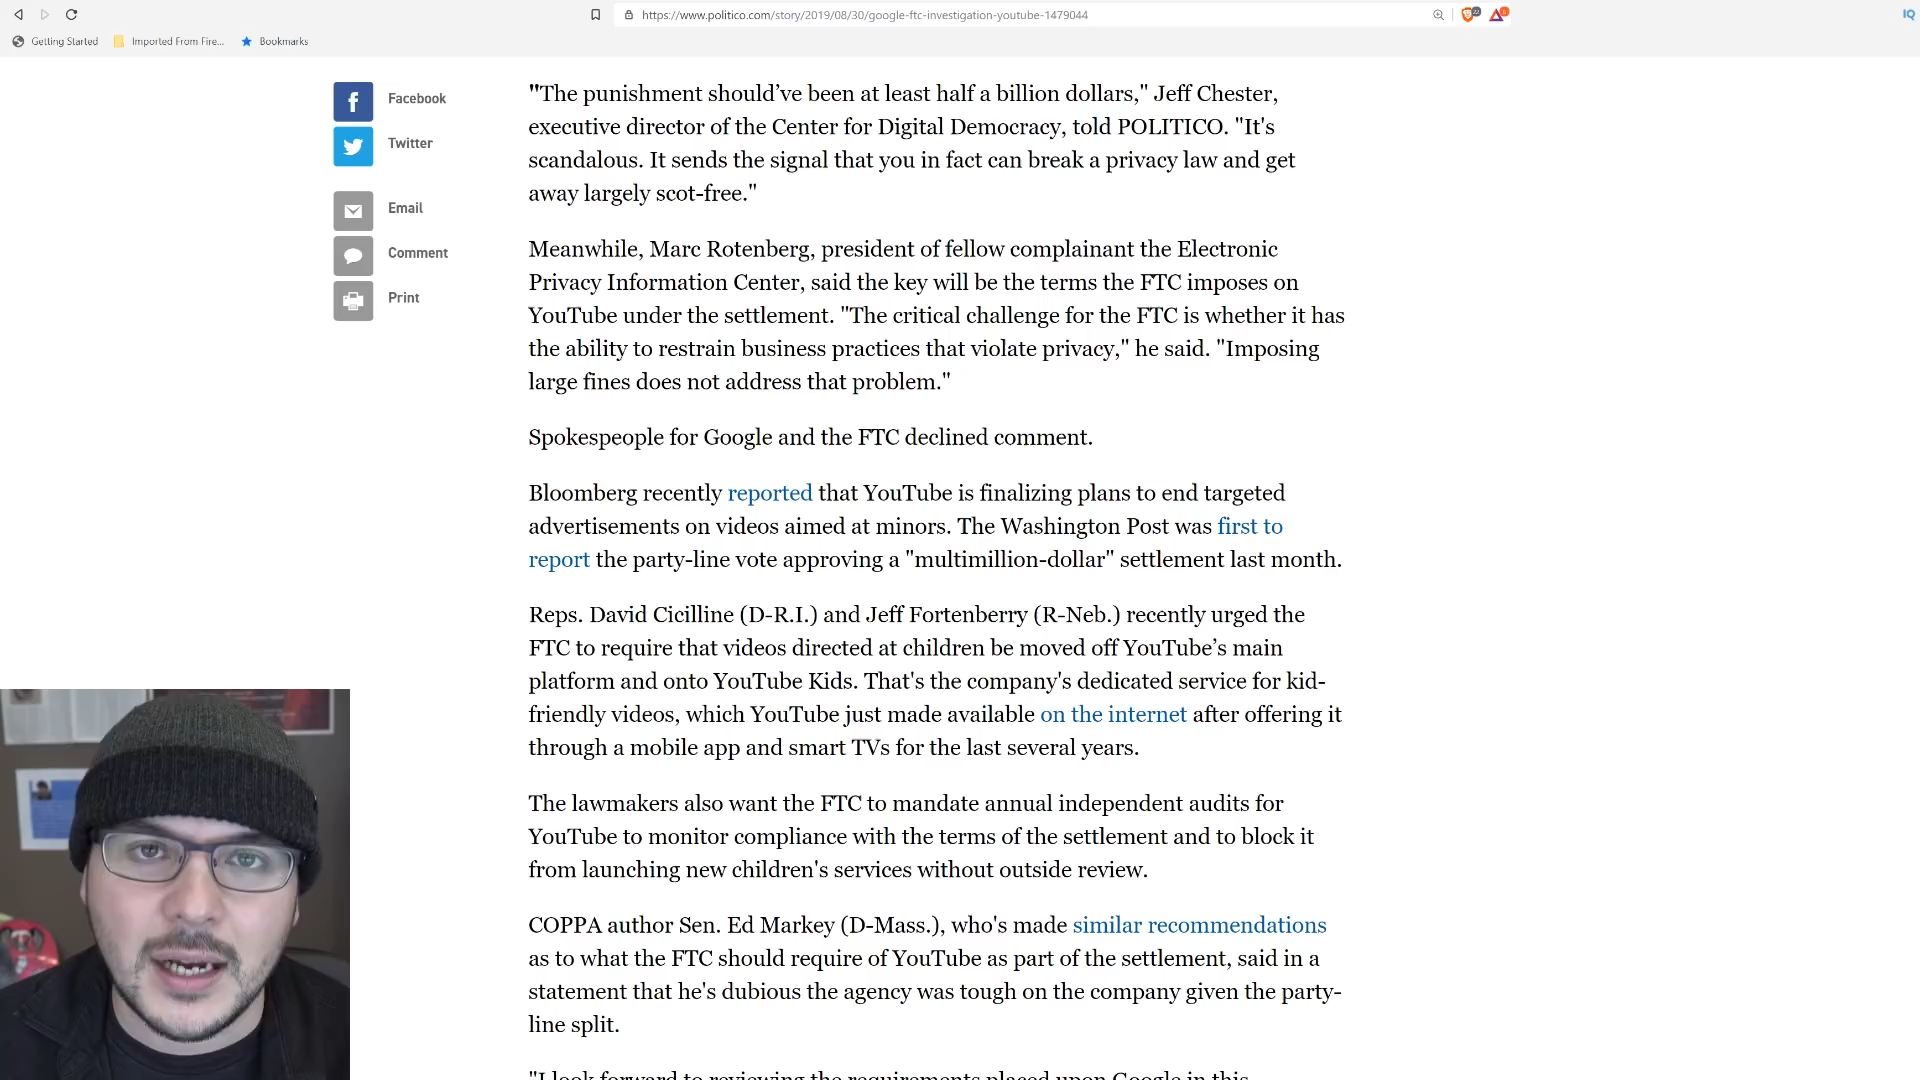 https://www.politico.com/story/2019/08/30/google-ftc-investigation-youtube-1479044
22
IQ
Getting Started
Imported From Fire...
Bookmarks
Facebook
Twitter
Email
Comment
Print
"The punishment should’ve been at least half a billion dollars," Jeff Chester,
executive director of the Center for Digital Democracy, told POLITICO. "It's
scandalous. It sends the signal that you in fact can break a privacy law and get
away largely scot-free."
Meanwhile, Marc Rotenberg, president of fellow complainant the Electronic
Privacy Information Center, said the key will be the terms the FTC imposes on
YouTube under the settlement. "The critical challenge for the FTC is whether it has
the ability to restrain business practices that violate privacy," he said. "Imposing
large fines does not address that problem."
Spokespeople for Google and the FTC declined comment.
Bloomberg recently reported that YouTube is finalizing plans to end targeted
advertisements on videos aimed at minors. The Washington Post was first to
report the party-line vote approving a "multimillion-dollar" settlement last month.
Reps. David Cicilline (D-R.I.) and Jeff Fortenberry (R-Neb.) recently urged the
FTC to require that videos directed at children be moved off YouTube’s main
platform and onto YouTube Kids. That's the company's dedicated service for kid-
friendly videos, which YouTube just made available on the internet after offering it
through a mobile app and smart TVs for the last several years.
The lawmakers also want the FTC to mandate annual independent audits for
YouTube to monitor compliance with the terms of the settlement and to block it
from launching new children's services without outside review.
COPPA author Sen. Ed Markey (D-Mass.), who's made similar recommendations
as to what the FTC should require of YouTube as part of the settlement, said in a
statement that he's dubious the agency was tough on the company given the party-
line split.
"I look forward to reviewing the requirements placed upon Google in this